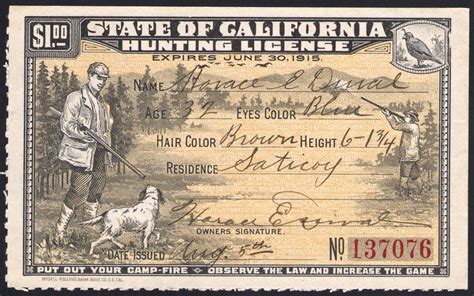 $1.00 STATE OF CALIFORNIA
HUNTING LICENSE
EXPIRES JUNE 30, 1915.
NAME Horace E Duval
AGE 32 EYES COLOR Blue
HAIR COLOR Brown HEIGHT 6-1¾
RESIDENCE Saticoy
Horace E Duval
OWNERS SIGNATURE.
DATE ISSUED Aug. 5th
No 137076
PUT OUT YOUR CAMP-FIRE OBSERVE THE LAW AND INCREASE THE GAME